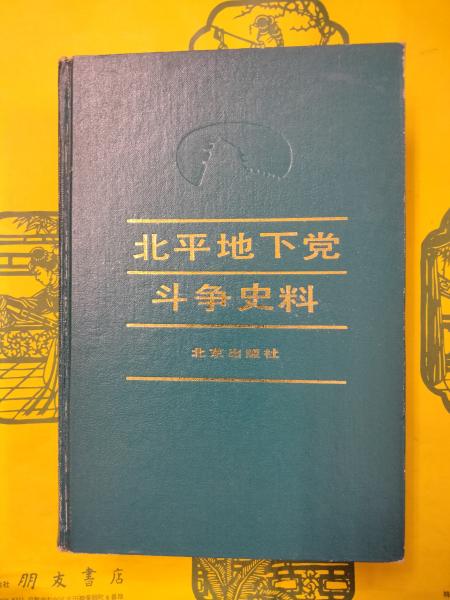 北平地下党
斗争史料
北京出版社
朋友書店